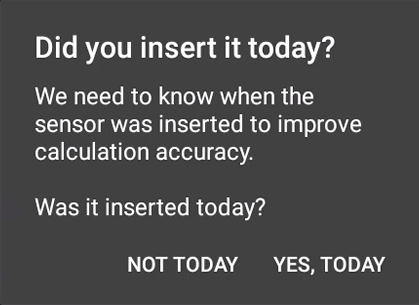 Did you insert it today?
We need to know when the
sensor was inserted to improve
calculation accuracy.
Was it inserted today?
NOT TODAY YES, TODAY